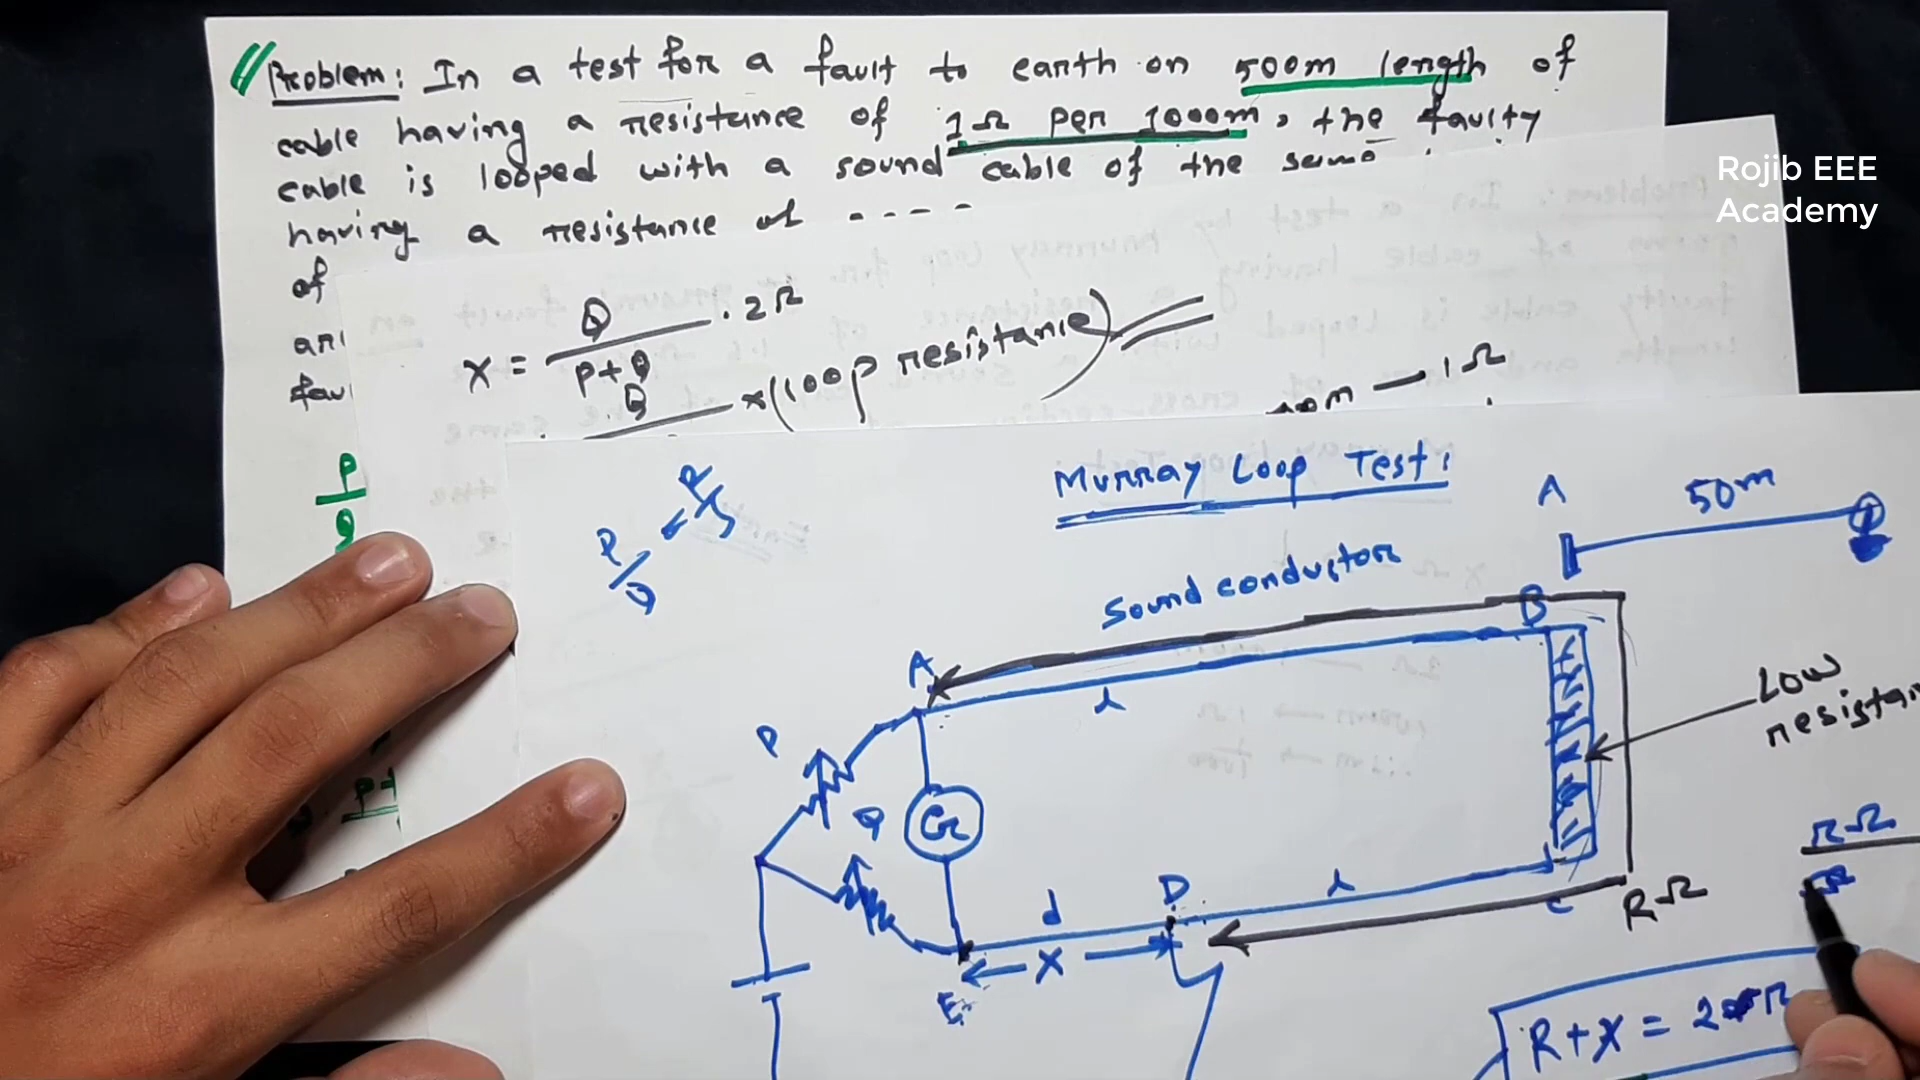 Problem: In a test for a fault to earth on 500m length of
cable having a resistance of 1Ω per 1000m, the faulty
cable is looped with a sound cable of the same
having a resistance of ----
of
fau
Rojib EEE
Academy
X = Q/P+Q . 2Ω
Q ×(loop resistance)
1Ω
P/Q
P/Q = R/X
Murray Loop Test:
A 50m
Sound conductor
A B
Low
P
Q G
RΩ
d D C RΩ
X
E
R+X = 2 Ω